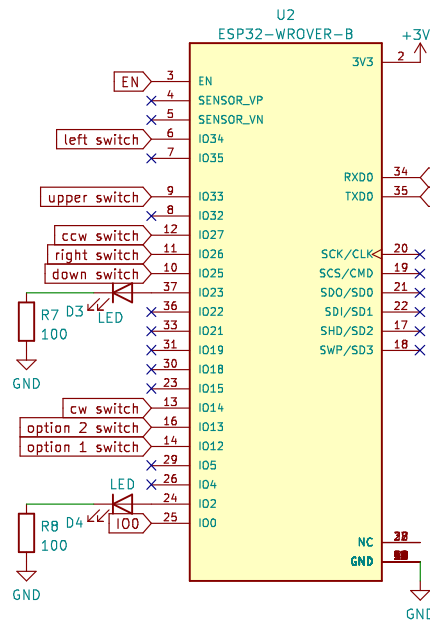 U2
ESP32-WROVER-B
+3V
3V3 2
EN 3 EN
4 SENSOR_VP
5 SENSOR_VN
left switch 6 IO34
7 IO35
RXD0 34
TXD0 35
upper switch 9 IO33
8 IO32
ccw switch 12 IO27
right switch 11 IO26
SCK/CLK 20
down switch 10 IO25
SCS/CMD 19
37 IO23
SDO/SD0 21
R7
100
D3
LED
GND
36 IO22
SDI/SD1 22
33 IO21
SHD/SD2 17
31 IO19
SWP/SD3 18
30 IO18
23 IO15
cw switch 13 IO14
option 2 switch 16 IO13
option 1 switch 14 IO12
29 IO5
26 IO4
LED
24 IO2
R8
100
D4
IO0 25 IO0
GND
NC
GND
GND